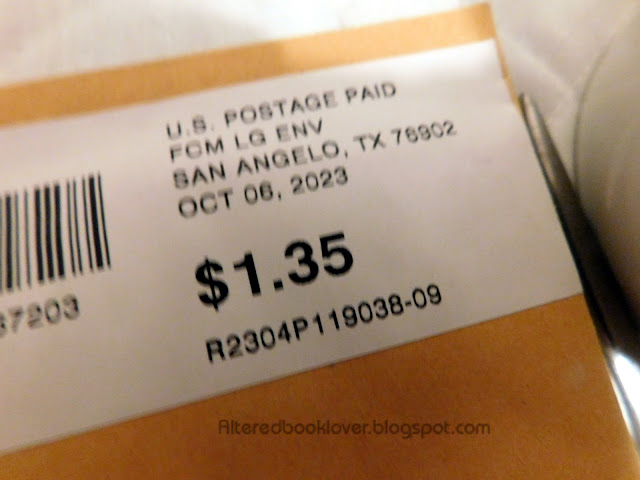 U.S. POSTAGE PAID
FCM LG ENV
SAN ANGELO, TX 76902
OCT 06, 2023
$1.35
37203
R2304P119038-09
Alteredbooklover.blogspot.com